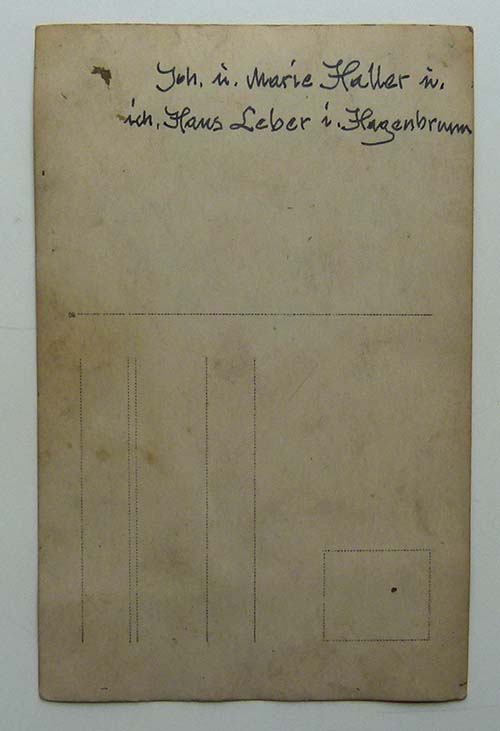 Joh. u. Marie Haller u.
ich, Hans Leber i. Hagenbrunn